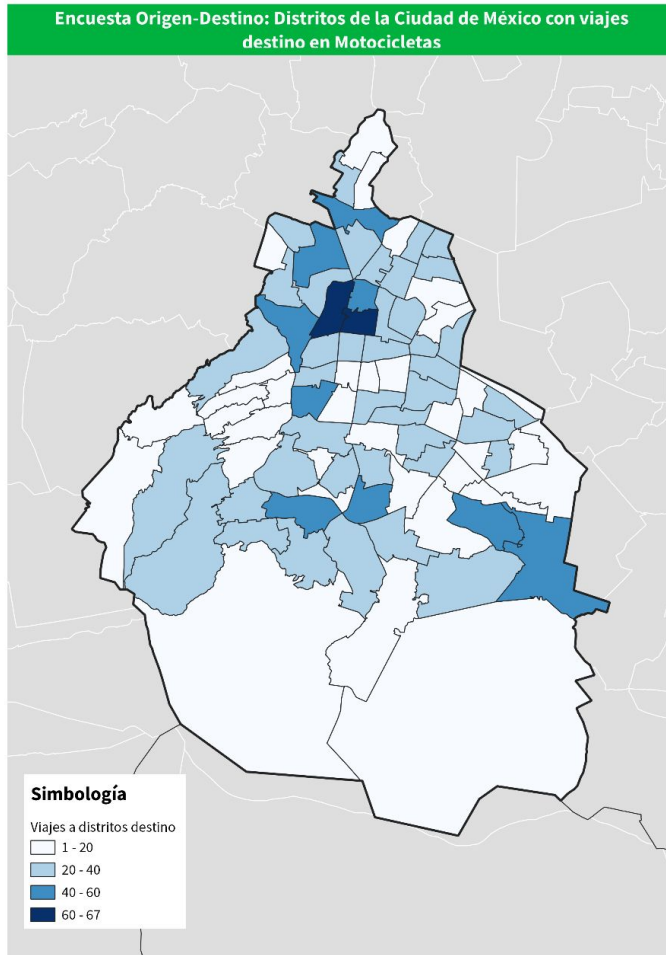 Encuesta Origen-Destino: Distritos de la Ciudad de México con viajes
destino en Motocicletas
Simbología
Viajes a distritos destino
1 - 20
20 - 40
40 - 60
60 - 67